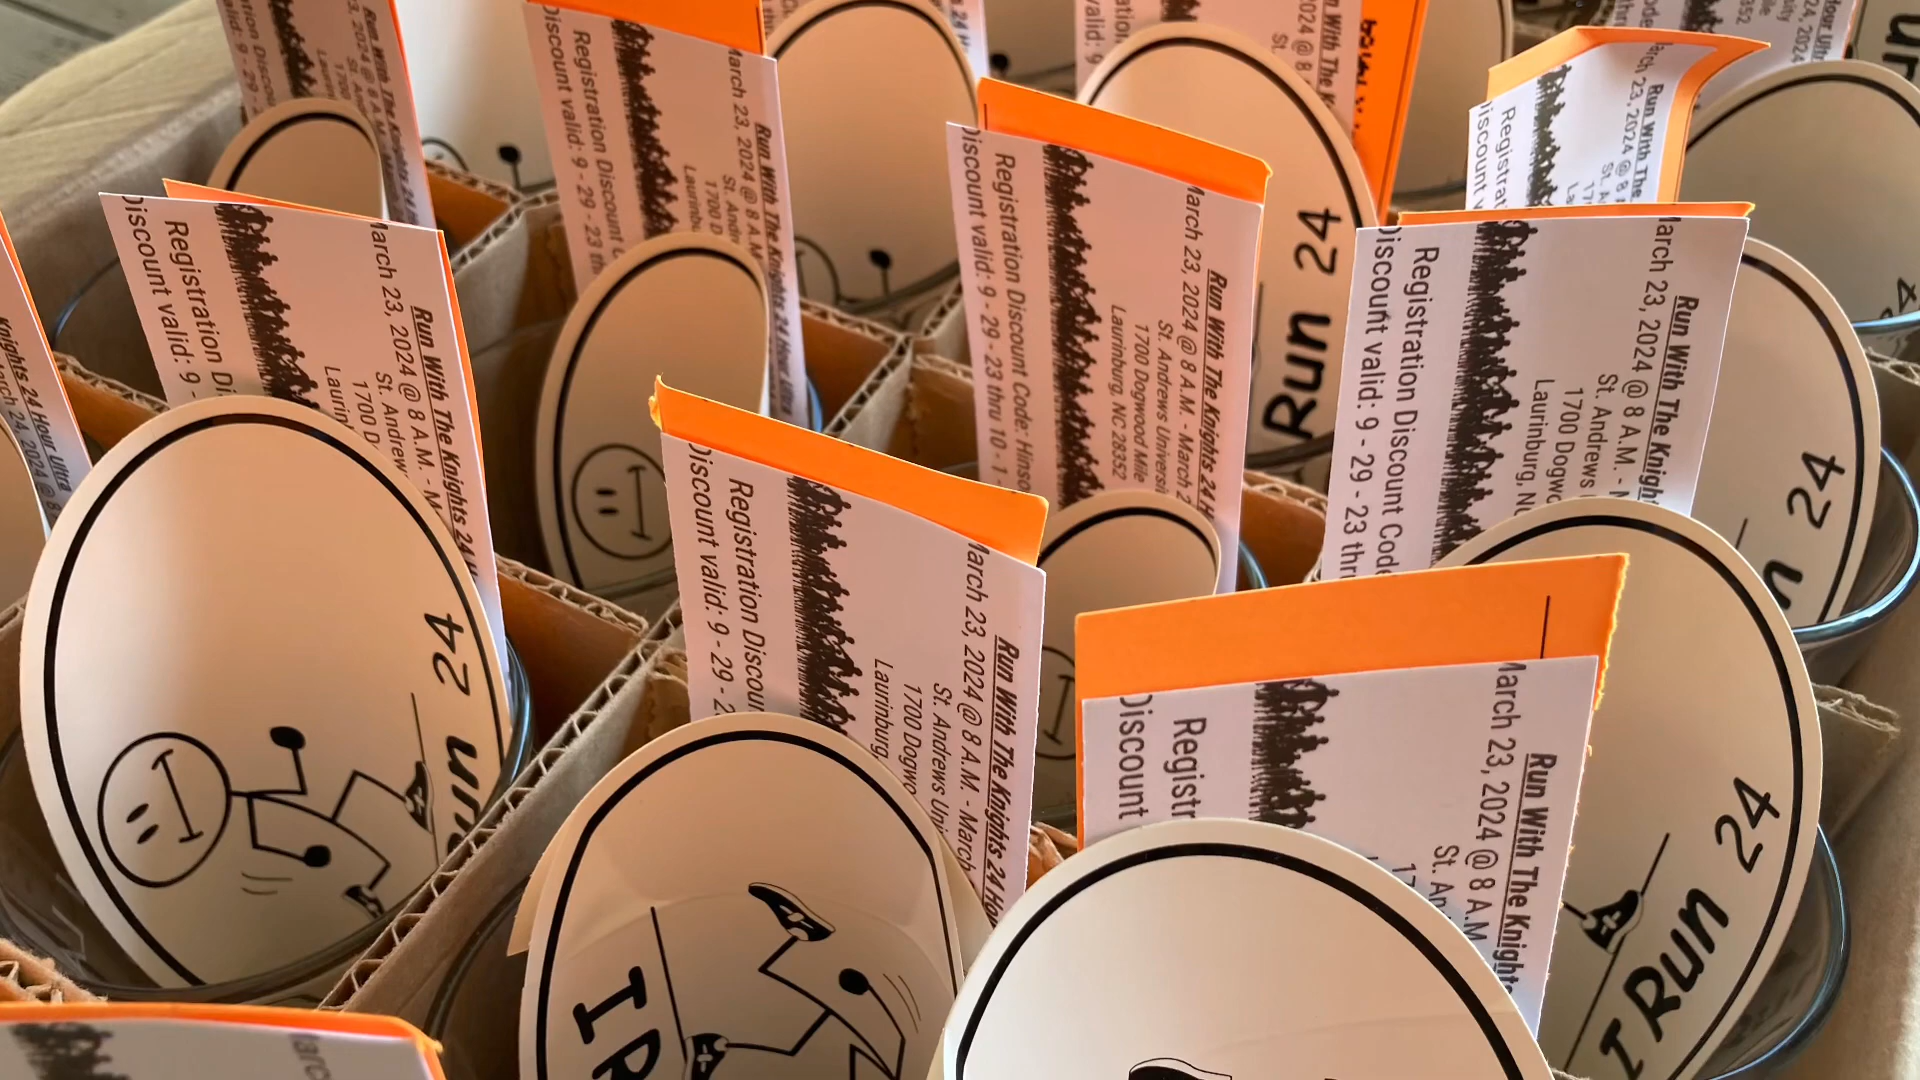 Run With The Knights 24 Hour Ultra
March 23, 2024 @ 8 A.M. - March 24, 2024 @ 8
St. Andrews University
1700 Dogwood Mile
Laurinburg, NC 28352
Registration Discount Code: Hinson
Discount valid: 9 - 29 - 23 thru 10 - 1 -
I Run 24